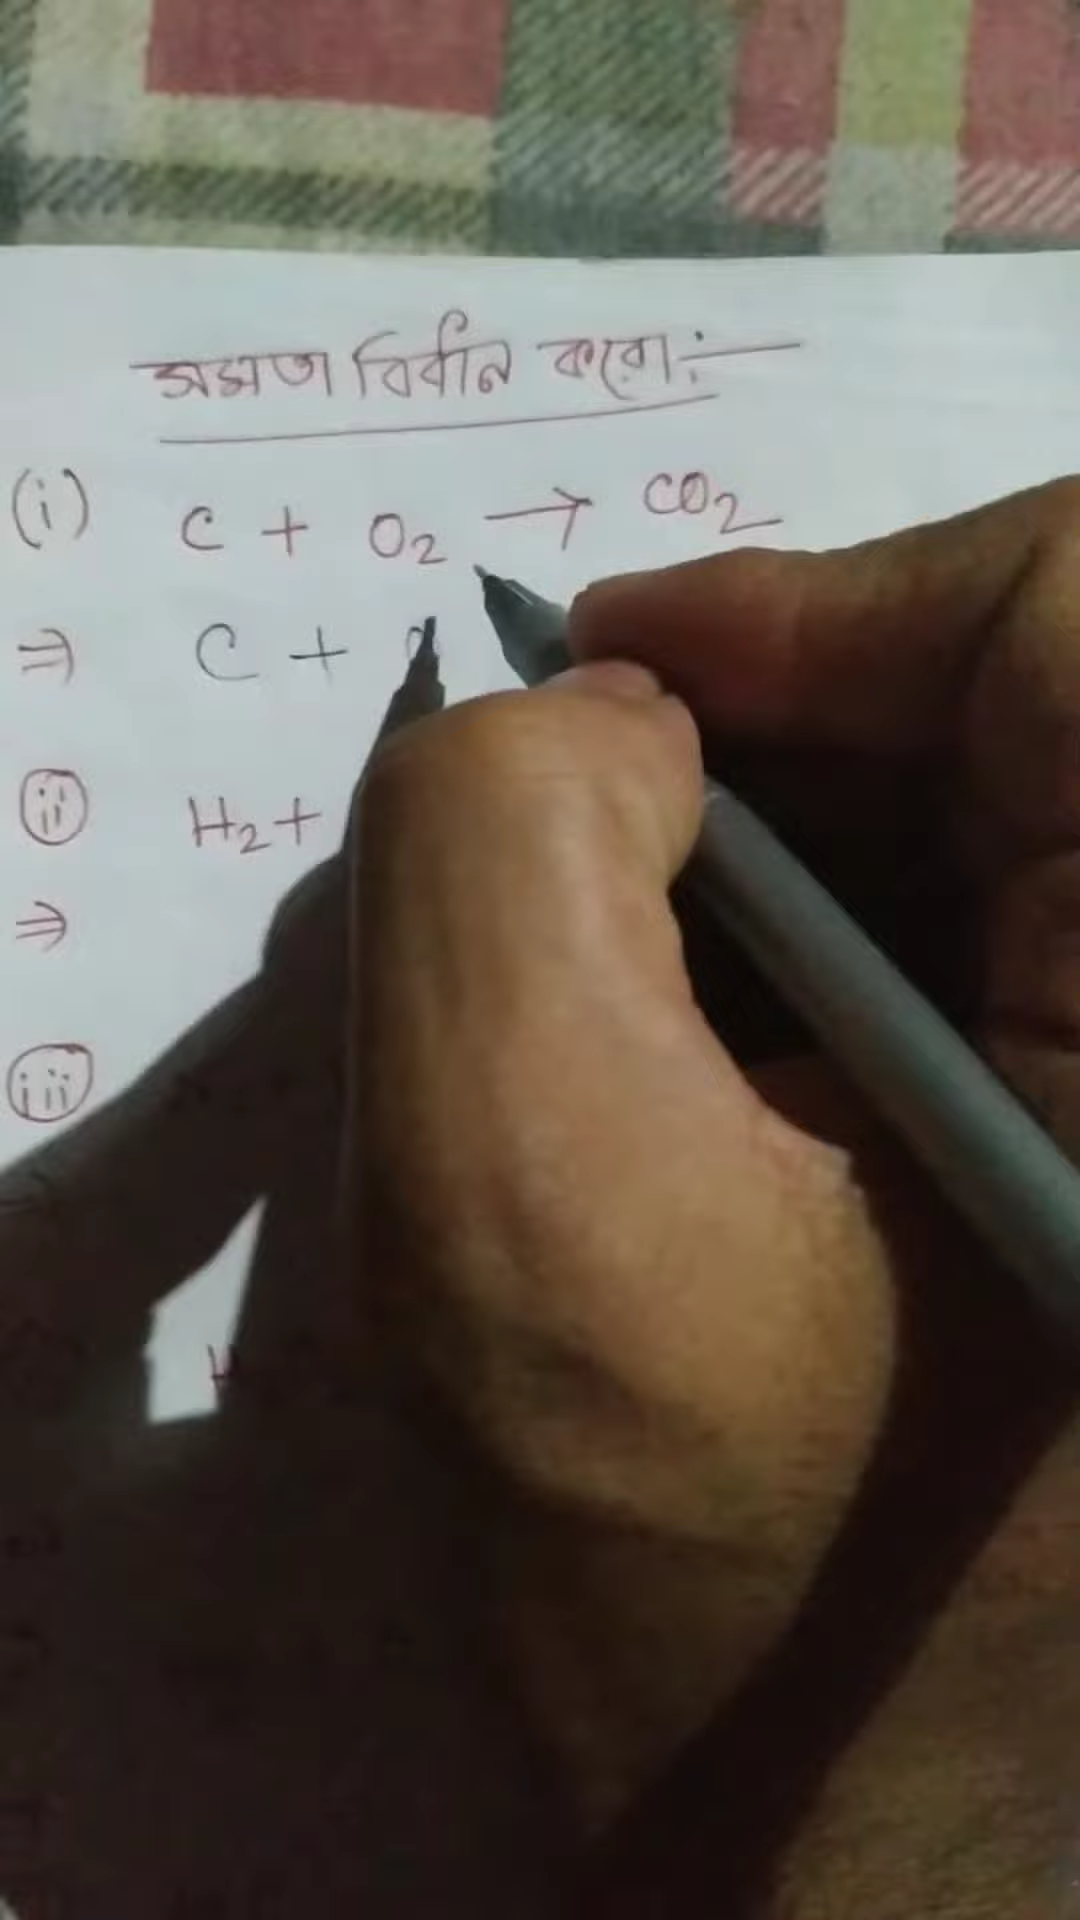 সমতা বির্বান করো :—
(i) C + O₂ → CO₂
⇒ C +
(ii) H₂ +
⇒
(iii)
H